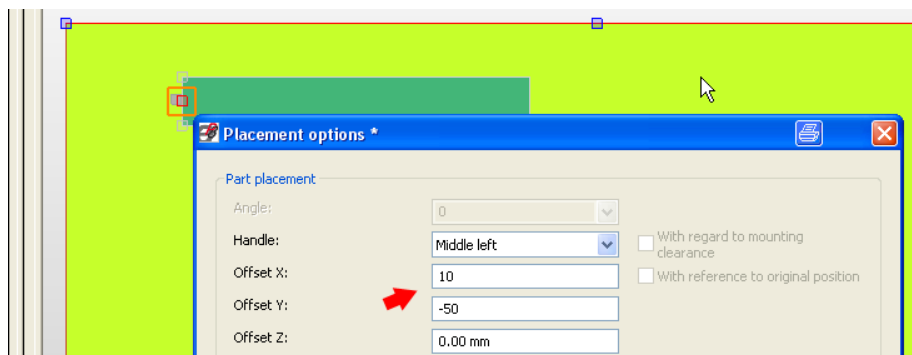 Placement options *
Part placement
Angle:
0
Handle:
Middle left
With regard to mounting
clearance
Offset X:
10
With reference to original position
Offset Y:
-50
Offset Z:
0.00 mm